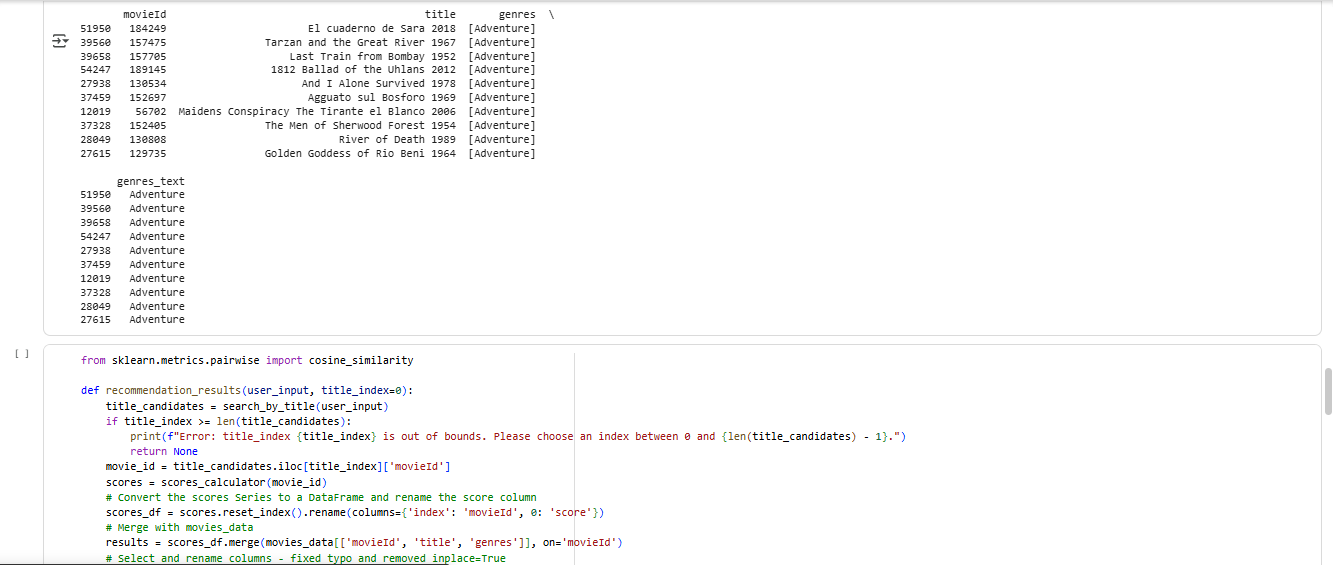 movieId title genres \
51950 184249 El cuaderno de Sara 2018 [Adventure]
39560 157475 Tarzan and the Great River 1967 [Adventure]
39658 157705 Last Train from Bombay 1952 [Adventure]
54247 189145 1812 Ballad of the Uhlans 2012 [Adventure]
27938 130534 And I Alone Survived 1978 [Adventure]
37459 152697 Agguato sul Bosforo 1969 [Adventure]
12019 56702 Maidens Conspiracy The Tirante el Blanco 2006 [Adventure]
37328 152405 The Men of Sherwood Forest 1954 [Adventure]
28049 130808 River of Death 1989 [Adventure]
27615 129735 Golden Goddess of Rio Beni 1964 [Adventure]
genres_text
51950 Adventure
39560 Adventure
39658 Adventure
54247 Adventure
27938 Adventure
37459 Adventure
12019 Adventure
37328 Adventure
28049 Adventure
27615 Adventure
[ ]
from sklearn.metrics.pairwise import cosine_similarity
def recommendation_results(user_input, title_index=0):
    title_candidates = search_by_title(user_input)
    if title_index >= len(title_candidates):
        print(f"Error: title_index {title_index} is out of bounds. Please choose an index between 0 and {len(title_candidates) - 1}.")
        return None
    movie_id = title_candidates.iloc[title_index]['movieId']
    scores = scores_calculator(movie_id)
    # Convert the scores Series to a DataFrame and rename the score column
    scores_df = scores.reset_index().rename(columns={'index': 'movieId', 0: 'score'})
    # Merge with movies_data
    results = scores_df.merge(movies_data[['movieId', 'title', 'genres']], on='movieId')
    # Select and rename columns - fixed typo and removed inplace=True